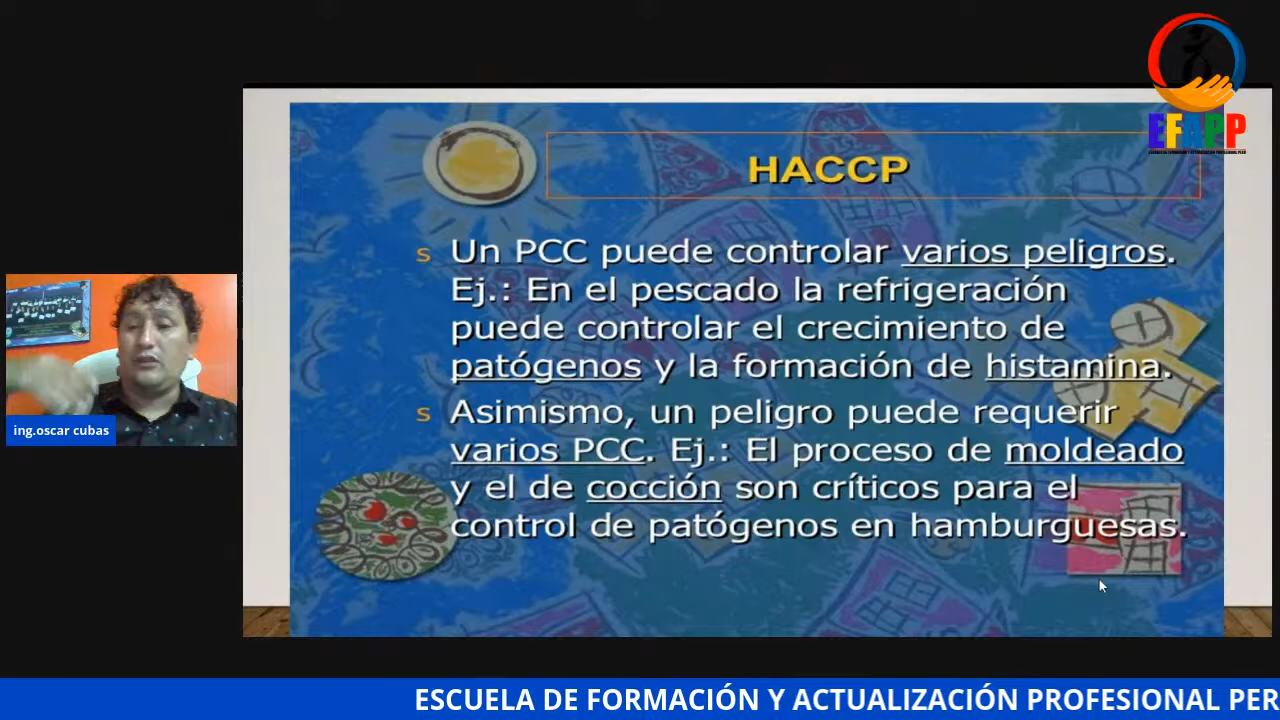 EFAPP
HACCP
s Un PCC puede controlar varios peligros.
Ej.: En el pescado la refrigeración
puede controlar el crecimiento de
patógenos y la formación de histamina.
s Asimismo, un peligro puede requerir
varios PCC. Ej.: El proceso de moldeado
y el de cocción son críticos para el
control de patógenos en hamburguesas.
ing.oscar cubas
ESCUELA DE FORMACIÓN Y ACTUALIZACIÓN PROFESIONAL PER